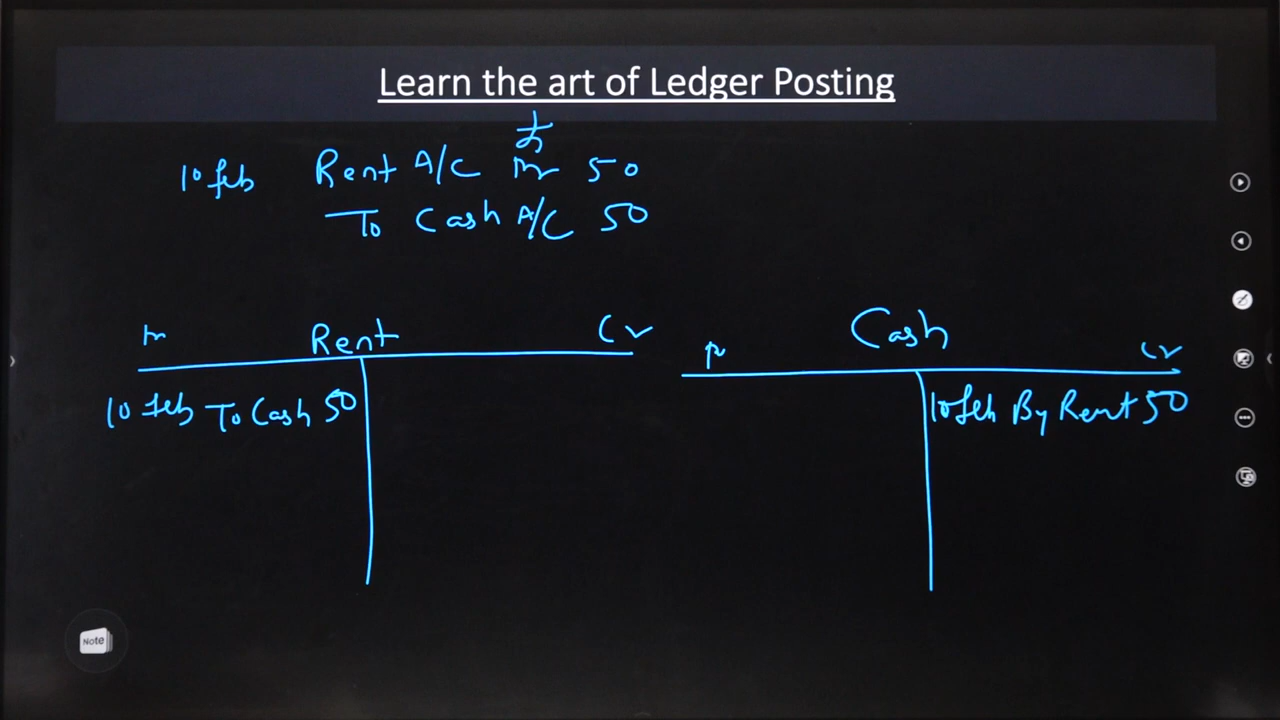 Learn the art of Ledger Posting
10 feb Rent A/C Dr 50
To Cash A/C 50
Dr Rent Cr
10 feb To Cash 50
Dr Cash Cr
10 feb By Rent 50
Note